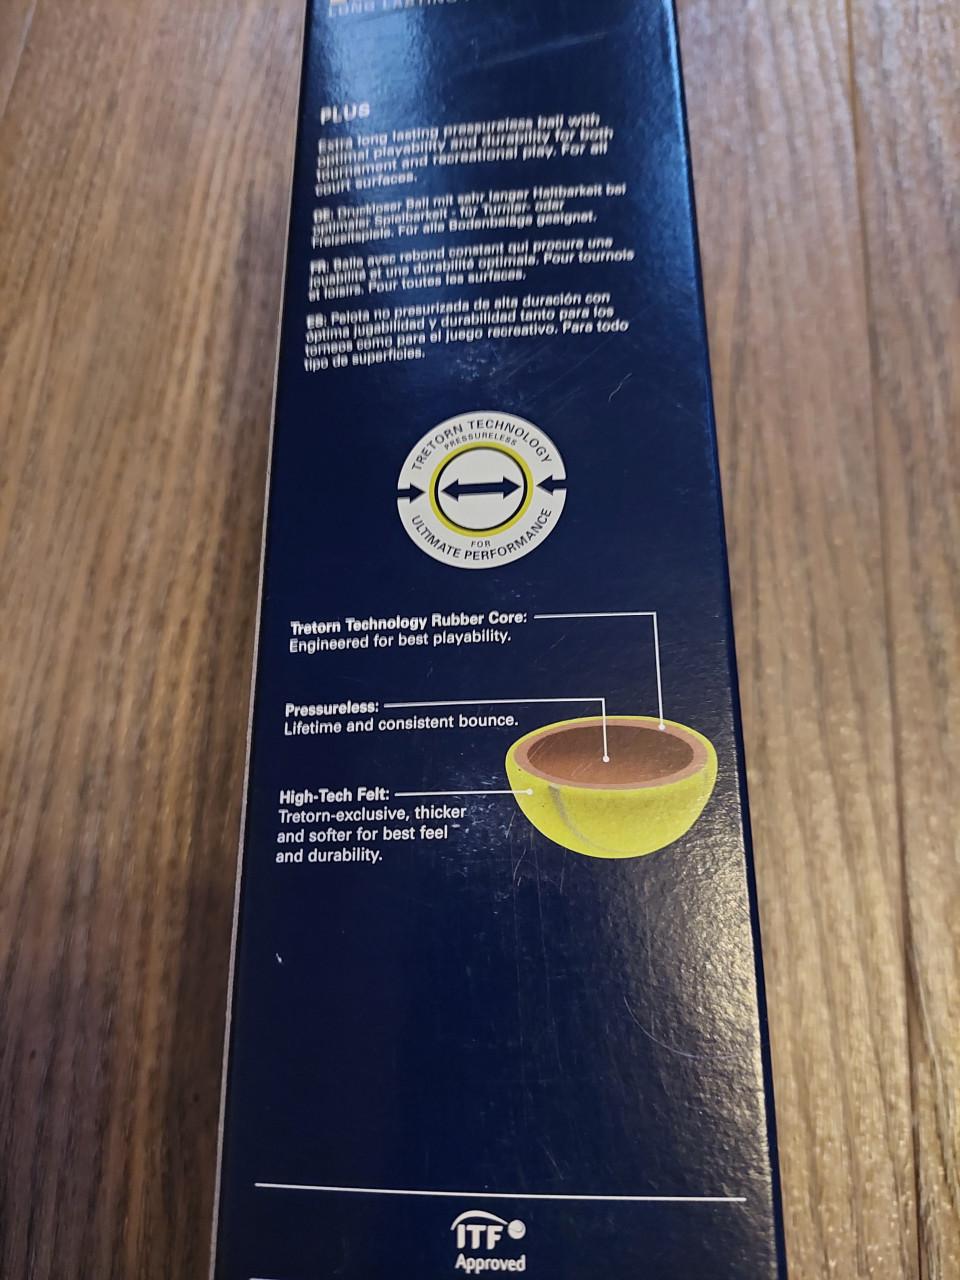 LONG LASTING
PLUS
Extra long lasting pressureless ball with
optimal playability and durability for both
tournament and recreational play. For all
court surfaces.
DE: Druckloser Ball mit sehr langer Haltbarkeit bei
optimaler Spielbarkeit - für Turnier- oder
Freizeitspiele. Für alle Bodenbeläge geeignet.
FR: Balle avec rebond constant qui procure une
jouabilité et une durabilité optimale. Pour tournois
et loisirs. Pour toutes les surfaces.
ES: Pelota no presurizada de alta duración con
óptima jugabilidad y durabilidad tanto para los
torneos como para el juego recreativo. Para todo
tipo de superficies.
TRETORN TECHNOLOGY
PRESSURELESS
FOR
ULTIMATE PERFORMANCE
Tretorn Technology Rubber Core:
Engineered for best playability.
Pressureless:
Lifetime and consistent bounce.
High-Tech Felt:
Tretorn-exclusive, thicker
and softer for best feel
and durability.
ITF
Approved